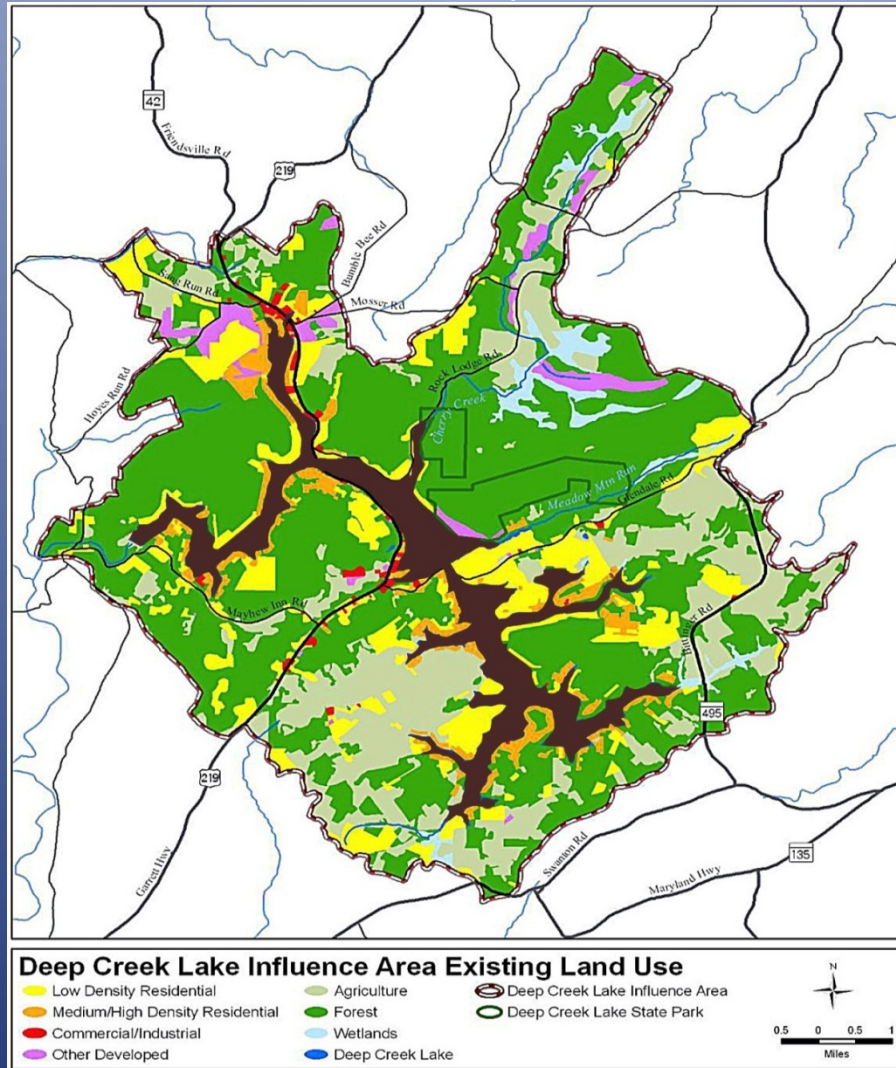 42
Friendsville Rd
219
Bumble Bee Rd
Sang Run Rd
Mosser Rd
Hoyes Run Rd
Rock Lodge Rd
Cherry Creek
Meadow Mtn Run
Glendale Rd
Mayhew Inn Rd
Bittinger Rd
495
219
Garrett Hwy
Swanton Rd
135
Maryland Hwy
Deep Creek Lake Influence Area Existing Land Use
Low Density Residential
Medium/High Density Residential
Commercial/Industrial
Other Developed
Agriculture
Forest
Wetlands
Deep Creek Lake
Deep Creek Lake Influence Area
Deep Creek Lake State Park
N
0.5 0 0.5 1
Miles